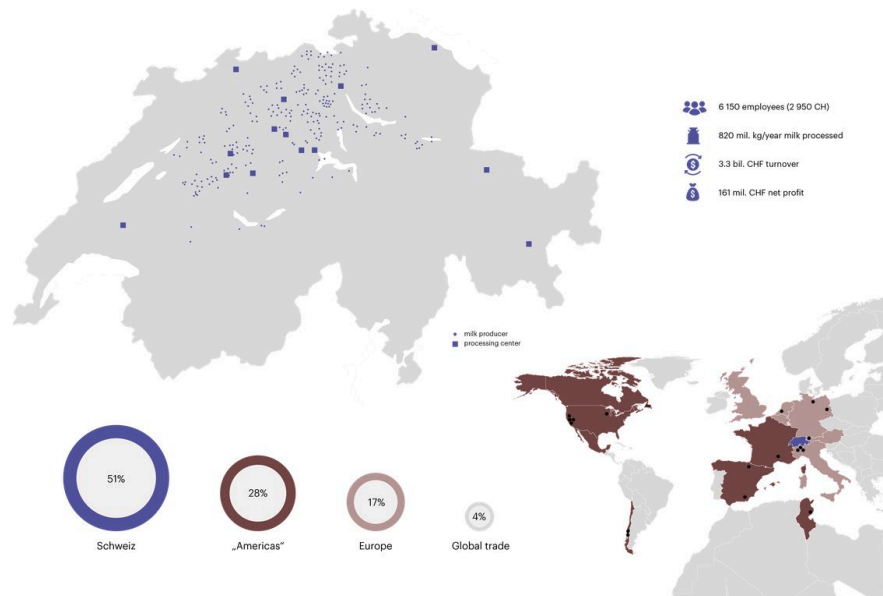 6 150 employees (2 950 CH)
820 mil. kg/year milk processed
3.3 bil. CHF turnover
161 mil. CHF net profit
milk producer
processing center
51%
28%
17%
4%
Schweiz
„Americas“
Europe
Global trade